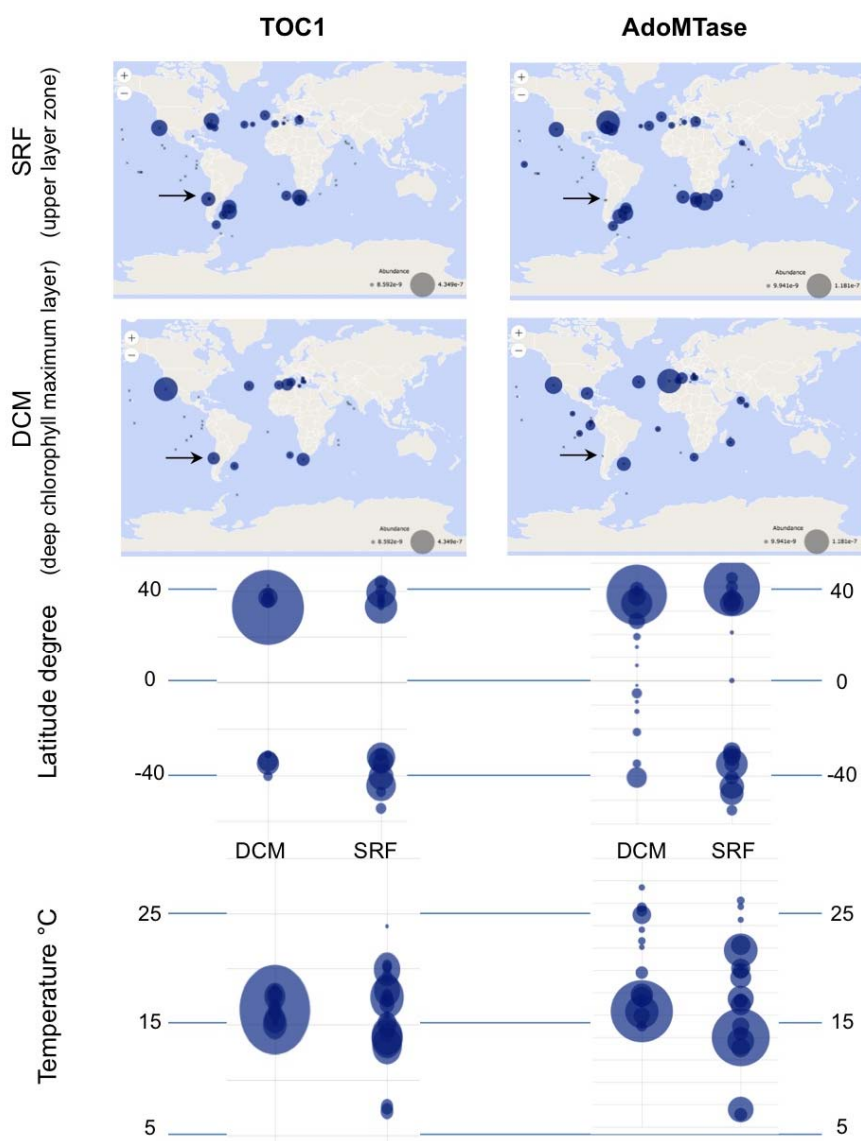 TOC1 AdoMTase
SRF
(upper layer zone)
+
−
Abundance
8.592e-9 4.349e-7
+
−
Abundance
9.941e-9 1.181e-7
DCM
(deep chlorophyll maximum layer)
+
−
Abundance
8.592e-9 4.349e-7
+
−
Abundance
9.941e-9 1.181e-7
Latitude degree
40 40
0 0
-40 -40
DCM SRF DCM SRF
Temperature °C
25 25
15 15
5 5